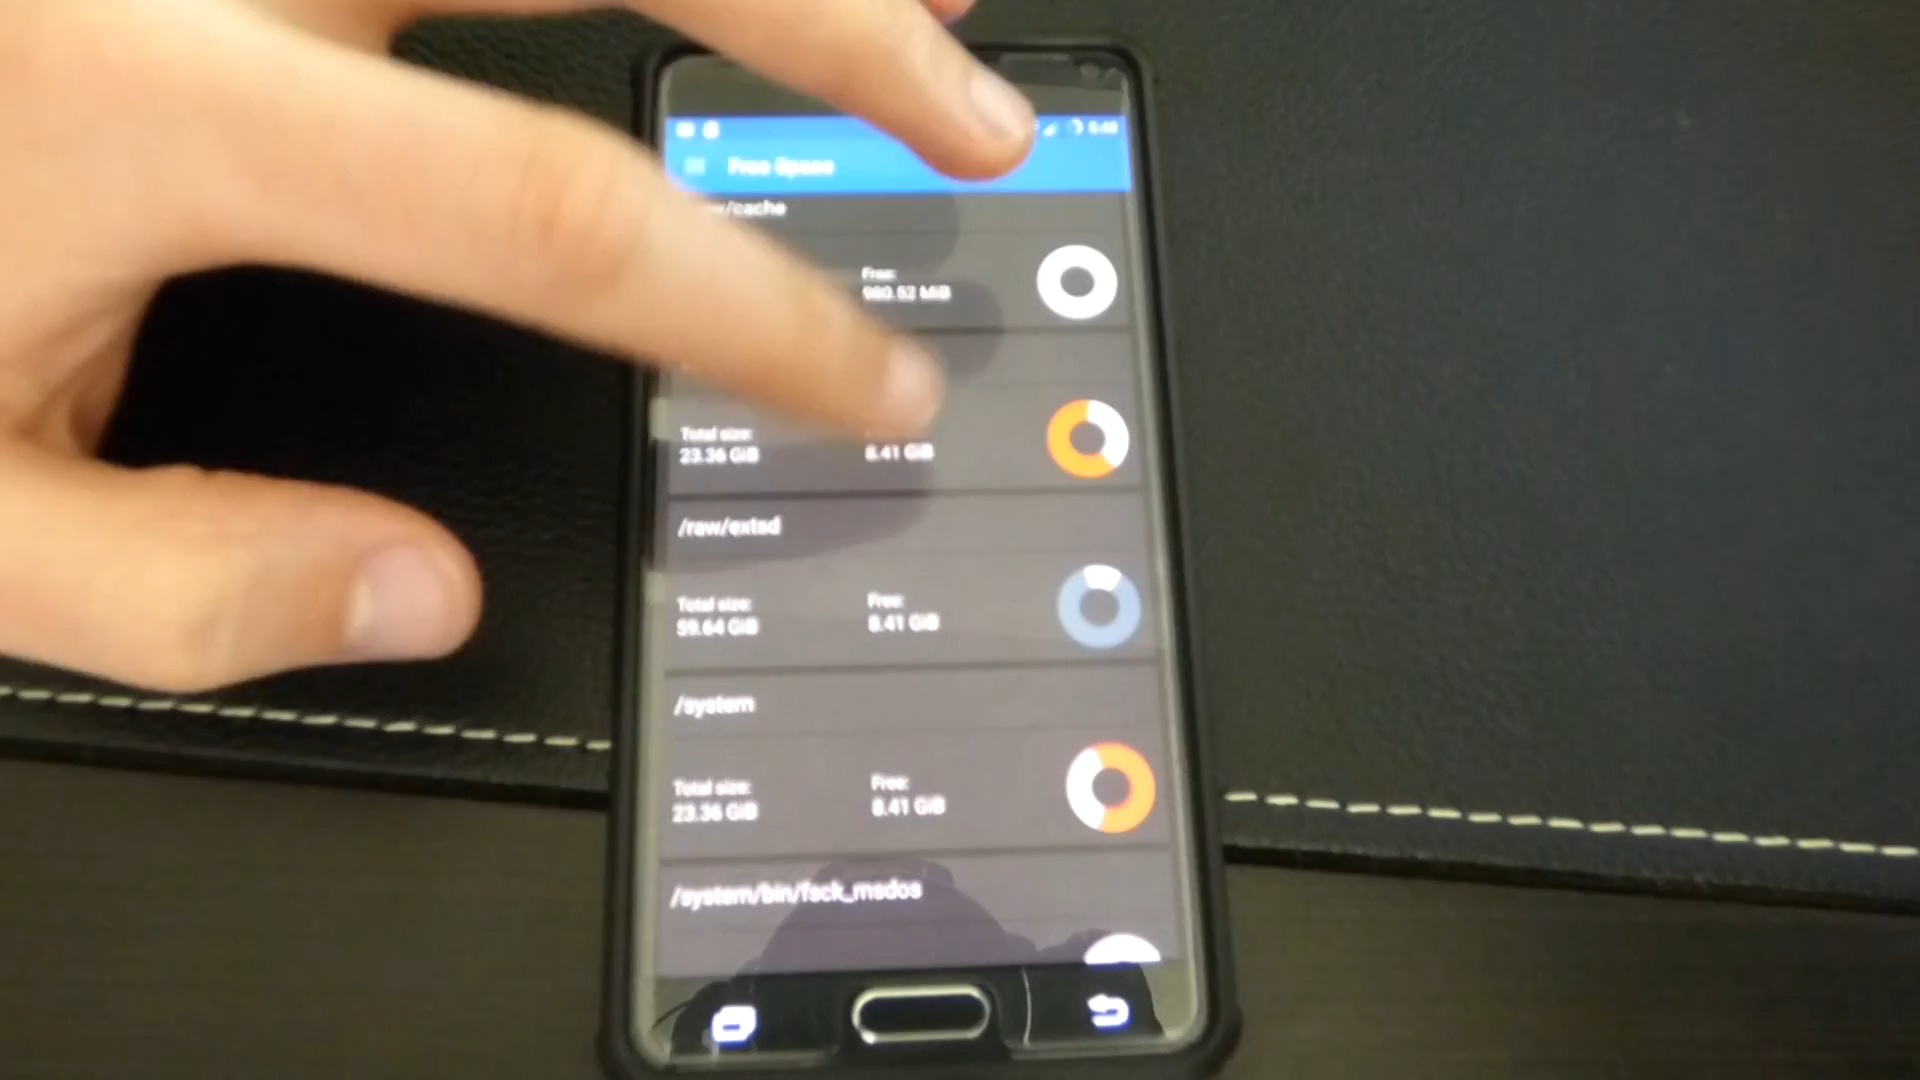 Free Space
/cache
Free:
980.52 MiB
Total size:
23.36 GiB
8.41 GiB
/raw/extsd
Total size:
59.64 GiB
Free:
8.41 GiB
/system
Total size:
23.36 GiB
Free:
8.41 GiB
/system/bin/fsck_msdos